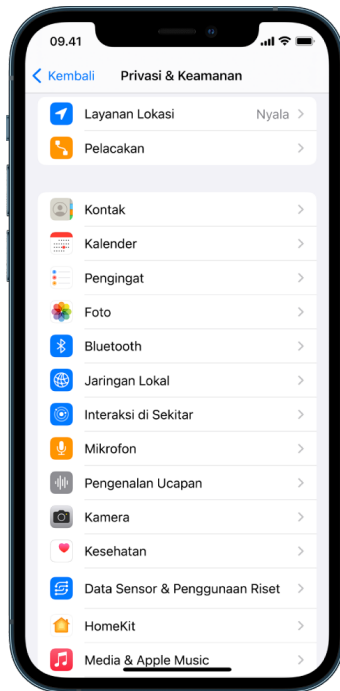 09.41
Kembali Privasi & Keamanan
Layanan Lokasi Nyala
Pelacakan
Kontak
Kalender
Pengingat
Foto
Bluetooth
Jaringan Lokal
Interaksi di Sekitar
Mikrofon
Pengenalan Ucapan
Kamera
Kesehatan
Data Sensor & Penggunaan Riset
HomeKit
Media & Apple Music